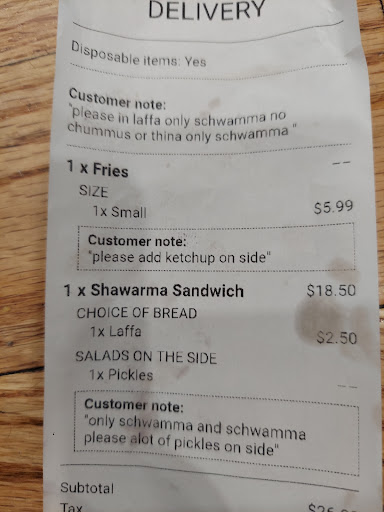 DELIVERY
Disposable items: Yes
Customer note:
"please in laffa only schwamma no
chummus or thina only schwamma "
1 x Fries --
SIZE
1x Small $5.99
Customer note:
"please add ketchup on side"
1 x Shawarma Sandwich $18.50
CHOICE OF BREAD
1x Laffa $2.50
SALADS ON THE SIDE
1x Pickles --
Customer note:
"only schwamma and schwamma
please alot of pickles on side"
Subtotal
Tax